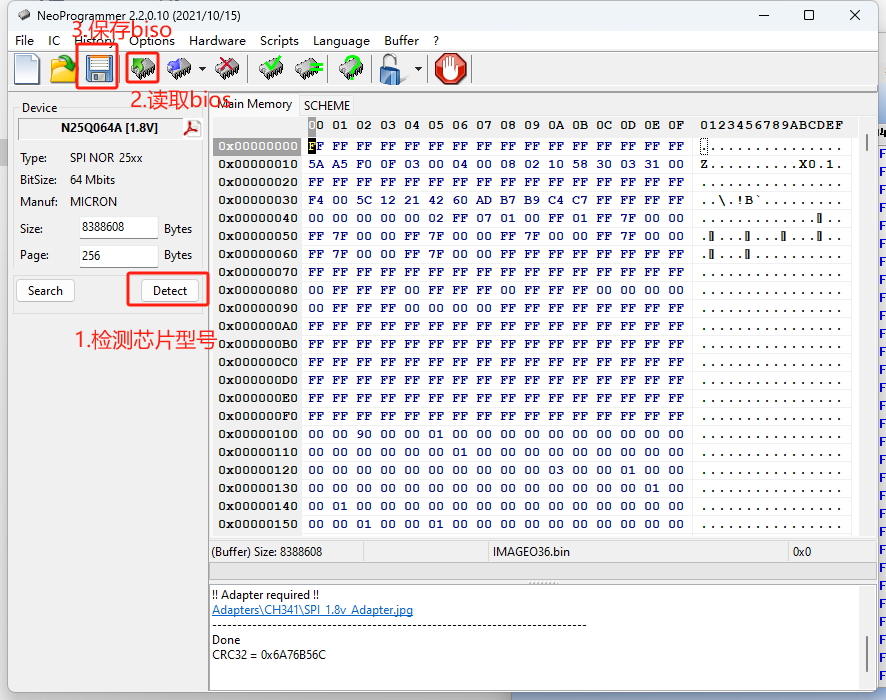 NeoProgrammer 2.2.0.10 (2021/10/15)
3.保存biso
File IC History Options Hardware Scripts Language Buffer ?
2.读取bios
Device
N25Q064A [1.8V]
Type: SPI NOR 25xx
BitSize: 64 Mbits
Manuf: MICRON
Size: 8388608 Bytes
Page: 256 Bytes
Search Detect
1.检测芯片型号
Main Memory SCHEME
00 01 02 03 04 05 06 07 08 09 0A 0B 0C 0D 0E 0F 0123456789ABCDEF
0x00000000 FF FF FF FF FF FF FF FF FF FF FF FF FF FF FF FF ................
0x00000010 5A A5 F0 0F 03 00 04 00 08 02 10 58 30 03 31 00 Z..........X0.1.
0x00000020 FF FF FF FF FF FF FF FF FF FF FF FF FF FF FF FF ................
0x00000030 F4 00 5C 12 21 42 60 AD B7 B9 C4 C7 FF FF FF FF ..\.!B`.........
0x00000040 00 00 00 00 00 02 FF 07 01 00 FF 01 FF 7F 00 00
0x00000050 FF 7F 00 00 FF 7F 00 00 FF 7F 00 00 FF 7F 00 00
0x00000060 FF 7F 00 00 FF 7F 00 00 FF FF FF FF FF FF FF FF
0x00000070 FF FF FF FF FF FF FF FF FF FF FF FF FF FF FF FF ................
0x00000080 00 FF FF FF 00 FF FF FF 00 FF FF FF 00 00 00 00 ................
0x00000090 00 FF FF FF 00 00 00 00 FF FF FF FF FF FF FF FF ................
0x000000A0 FF FF FF FF FF FF FF FF FF FF FF FF FF FF FF FF ................
0x000000B0 FF FF FF FF FF FF FF FF FF FF FF FF FF FF FF FF ................
0x000000C0 FF FF FF FF FF FF FF FF FF FF FF FF FF FF FF FF ................
0x000000D0 FF FF FF FF FF FF FF FF FF FF FF FF FF FF FF FF ................
0x000000E0 FF FF FF FF FF FF FF FF FF FF FF FF FF FF FF FF ................
0x000000F0 FF FF FF FF FF FF FF FF FF FF FF FF FF FF FF FF ................
0x00000100 00 00 90 00 00 01 00 00 00 00 00 00 00 00 00 00 ................
0x00000110 00 00 00 00 00 00 01 00 00 00 00 00 00 00 00 00 ................
0x00000120 00 00 00 00 00 00 00 00 00 00 03 00 00 01 00 00 ................
0x00000130 00 00 00 00 00 00 00 00 00 00 00 00 00 00 01 00 ................
0x00000140 00 01 00 00 00 00 00 00 00 00 00 00 00 00 00 00 ................
0x00000150 00 00 01 00 00 01 00 00 00 00 00 00 00 00 00 00 ................
(Buffer) Size: 8388608 IMAGEO36.bin 0x0
!! Adapter required !!
Adapters\CH341\SPI_1.8v_Adapter.jpg
--------------------------------------------------------------------------
Done
CRC32 = 0x6A76B56C